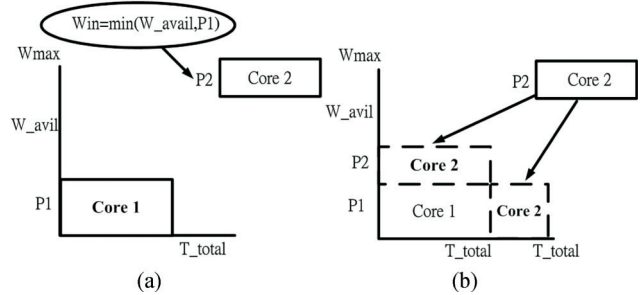 Win=min(W_avail,P1)
Wmax
P2
Core 2
W_avil
P1
Core 1
T_total
(a)
Wmax
P2
Core 2
W_avil
P2
Core 2
P1
Core 1
Core 2
T_total
T_total
(b)